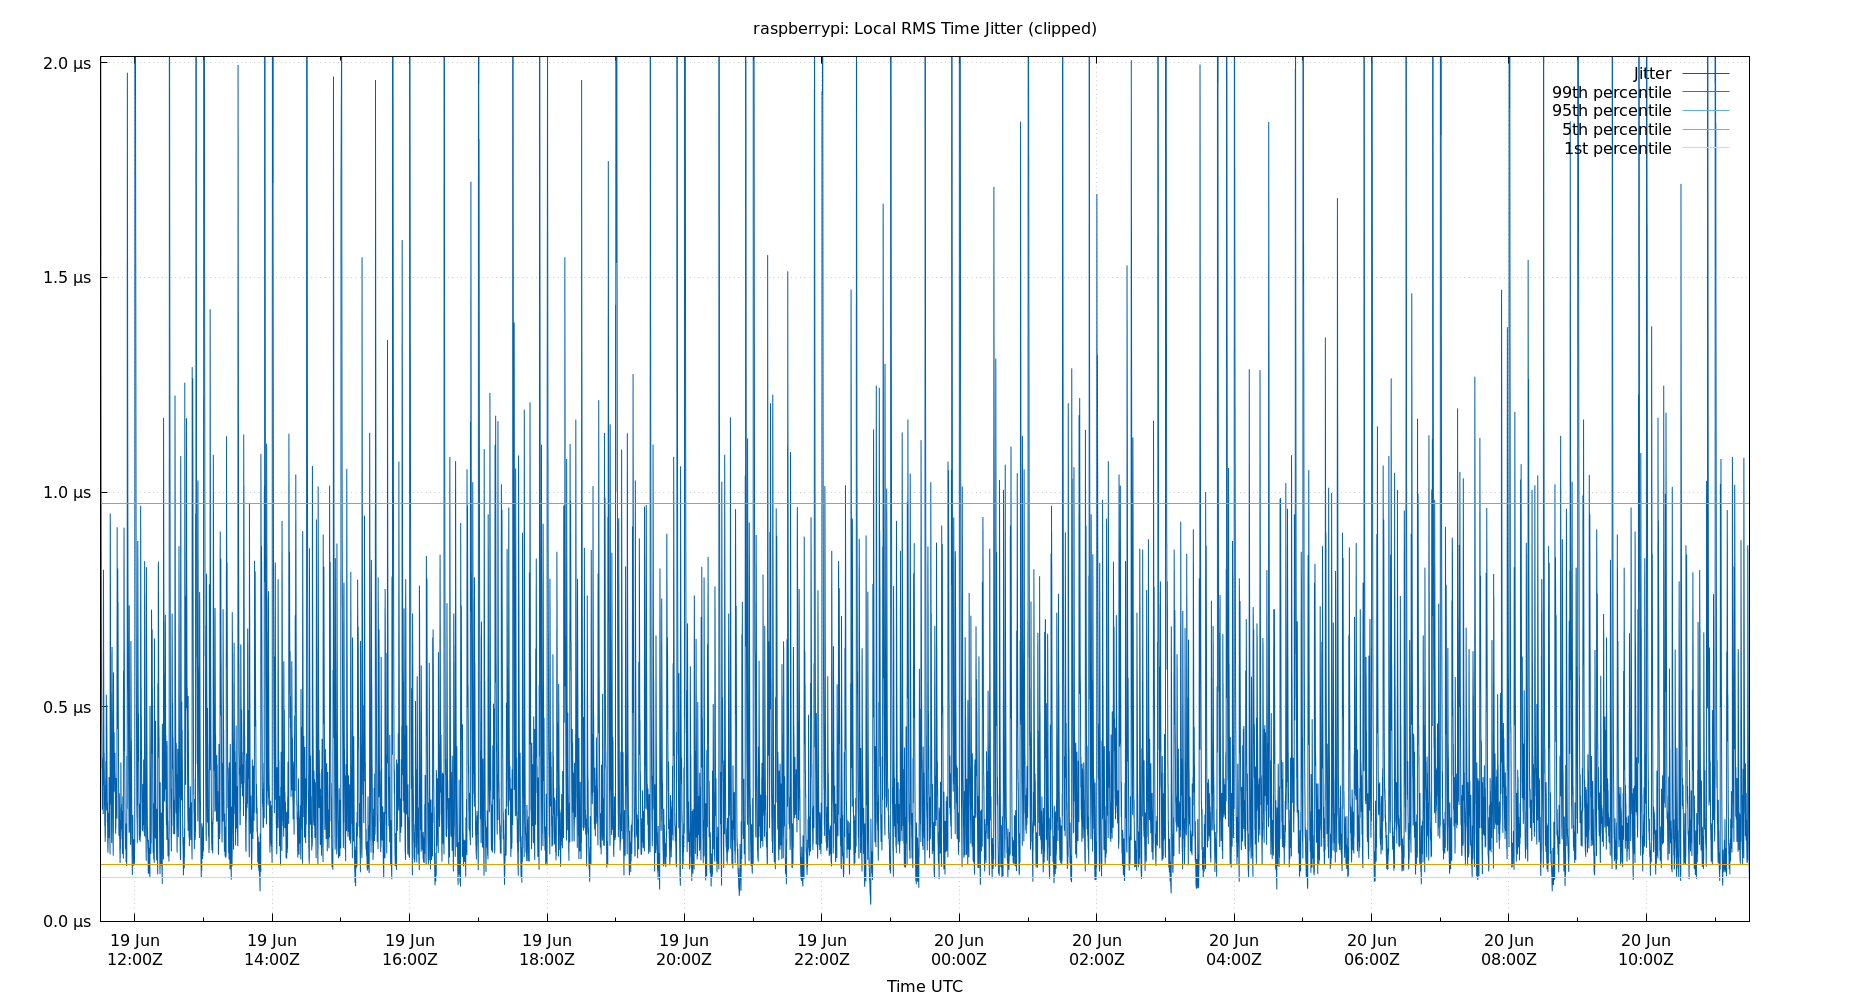 raspberrypi: Local RMS Time Jitter (clipped)
2.0 µs
1.5 µs
1.0 µs
0.5 µs
0.0 µs
Jitter
99th percentile
95th percentile
5th percentile
1st percentile
19 Jun 19 Jun 19 Jun 19 Jun 19 Jun 19 Jun 20 Jun 20 Jun 20 Jun 20 Jun 20 Jun 20 Jun
12:00Z 14:00Z 16:00Z 18:00Z 20:00Z 22:00Z 00:00Z 02:00Z 04:00Z 06:00Z 08:00Z 10:00Z
Time UTC